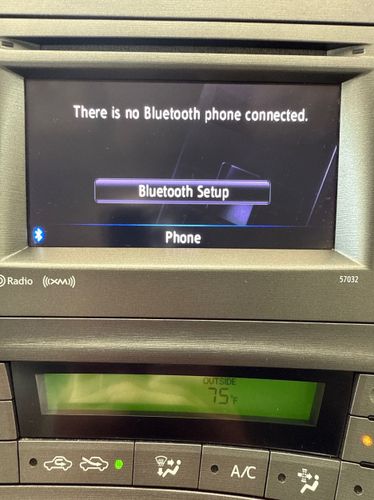 There is no Bluetooth phone connected.
Bluetooth Setup
Phone
Radio ((XM)) 57032
OUTSIDE
75°F
A/C